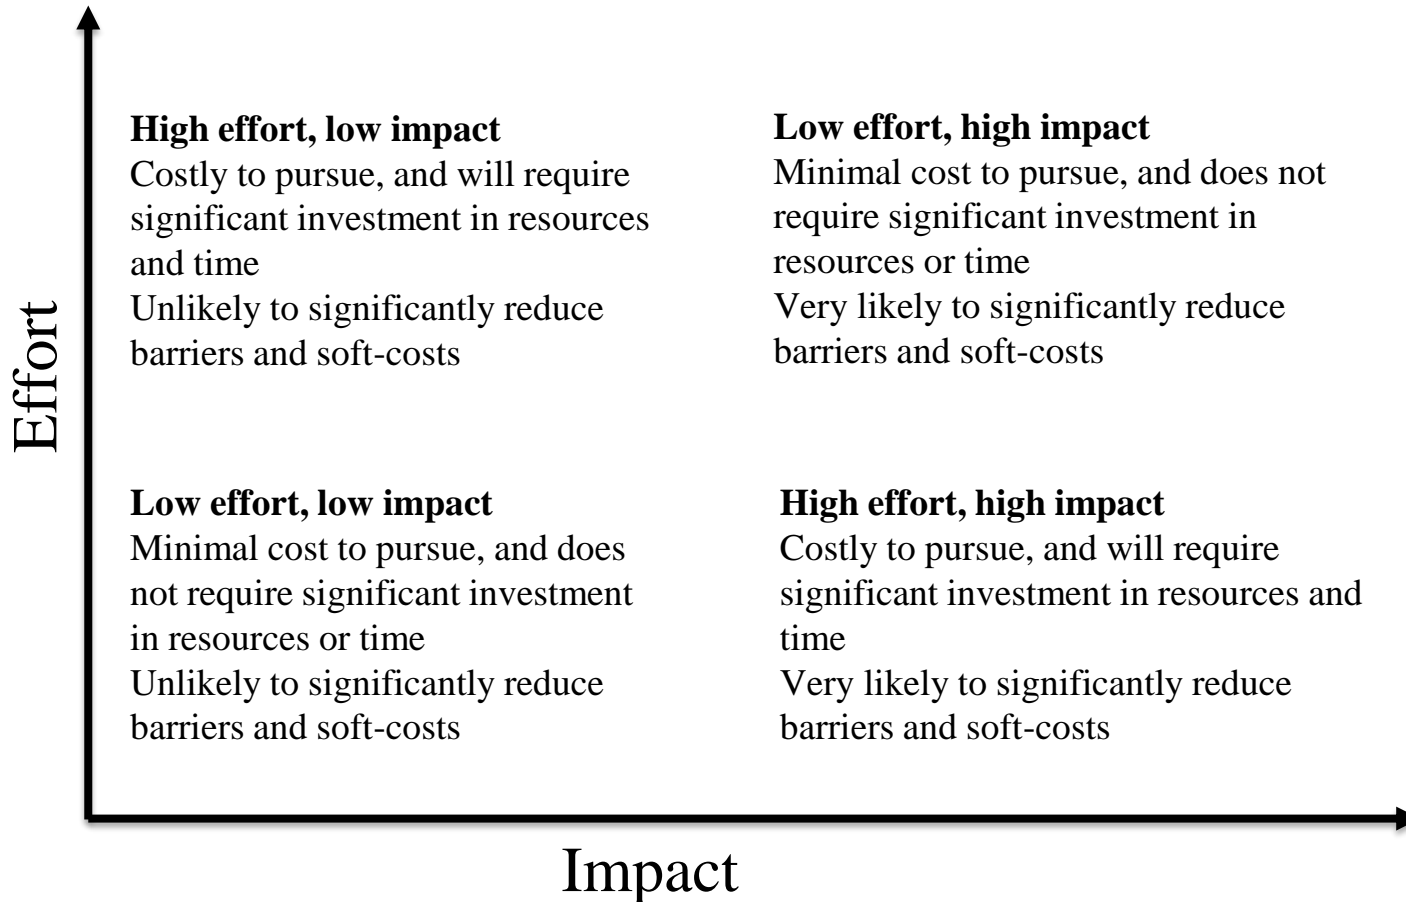 High effort, low impact
Costly to pursue, and will require
significant investment in resources
and time
Unlikely to significantly reduce
barriers and soft-costs
Low effort, high impact
Minimal cost to pursue, and does not
require significant investment in
resources or time
Very likely to significantly reduce
barriers and soft-costs
Effort
Low effort, low impact
Minimal cost to pursue, and does
not require significant investment
in resources or time
Unlikely to significantly reduce
barriers and soft-costs
High effort, high impact
Costly to pursue, and will require
significant investment in resources and
time
Very likely to significantly reduce
barriers and soft-costs
Impact